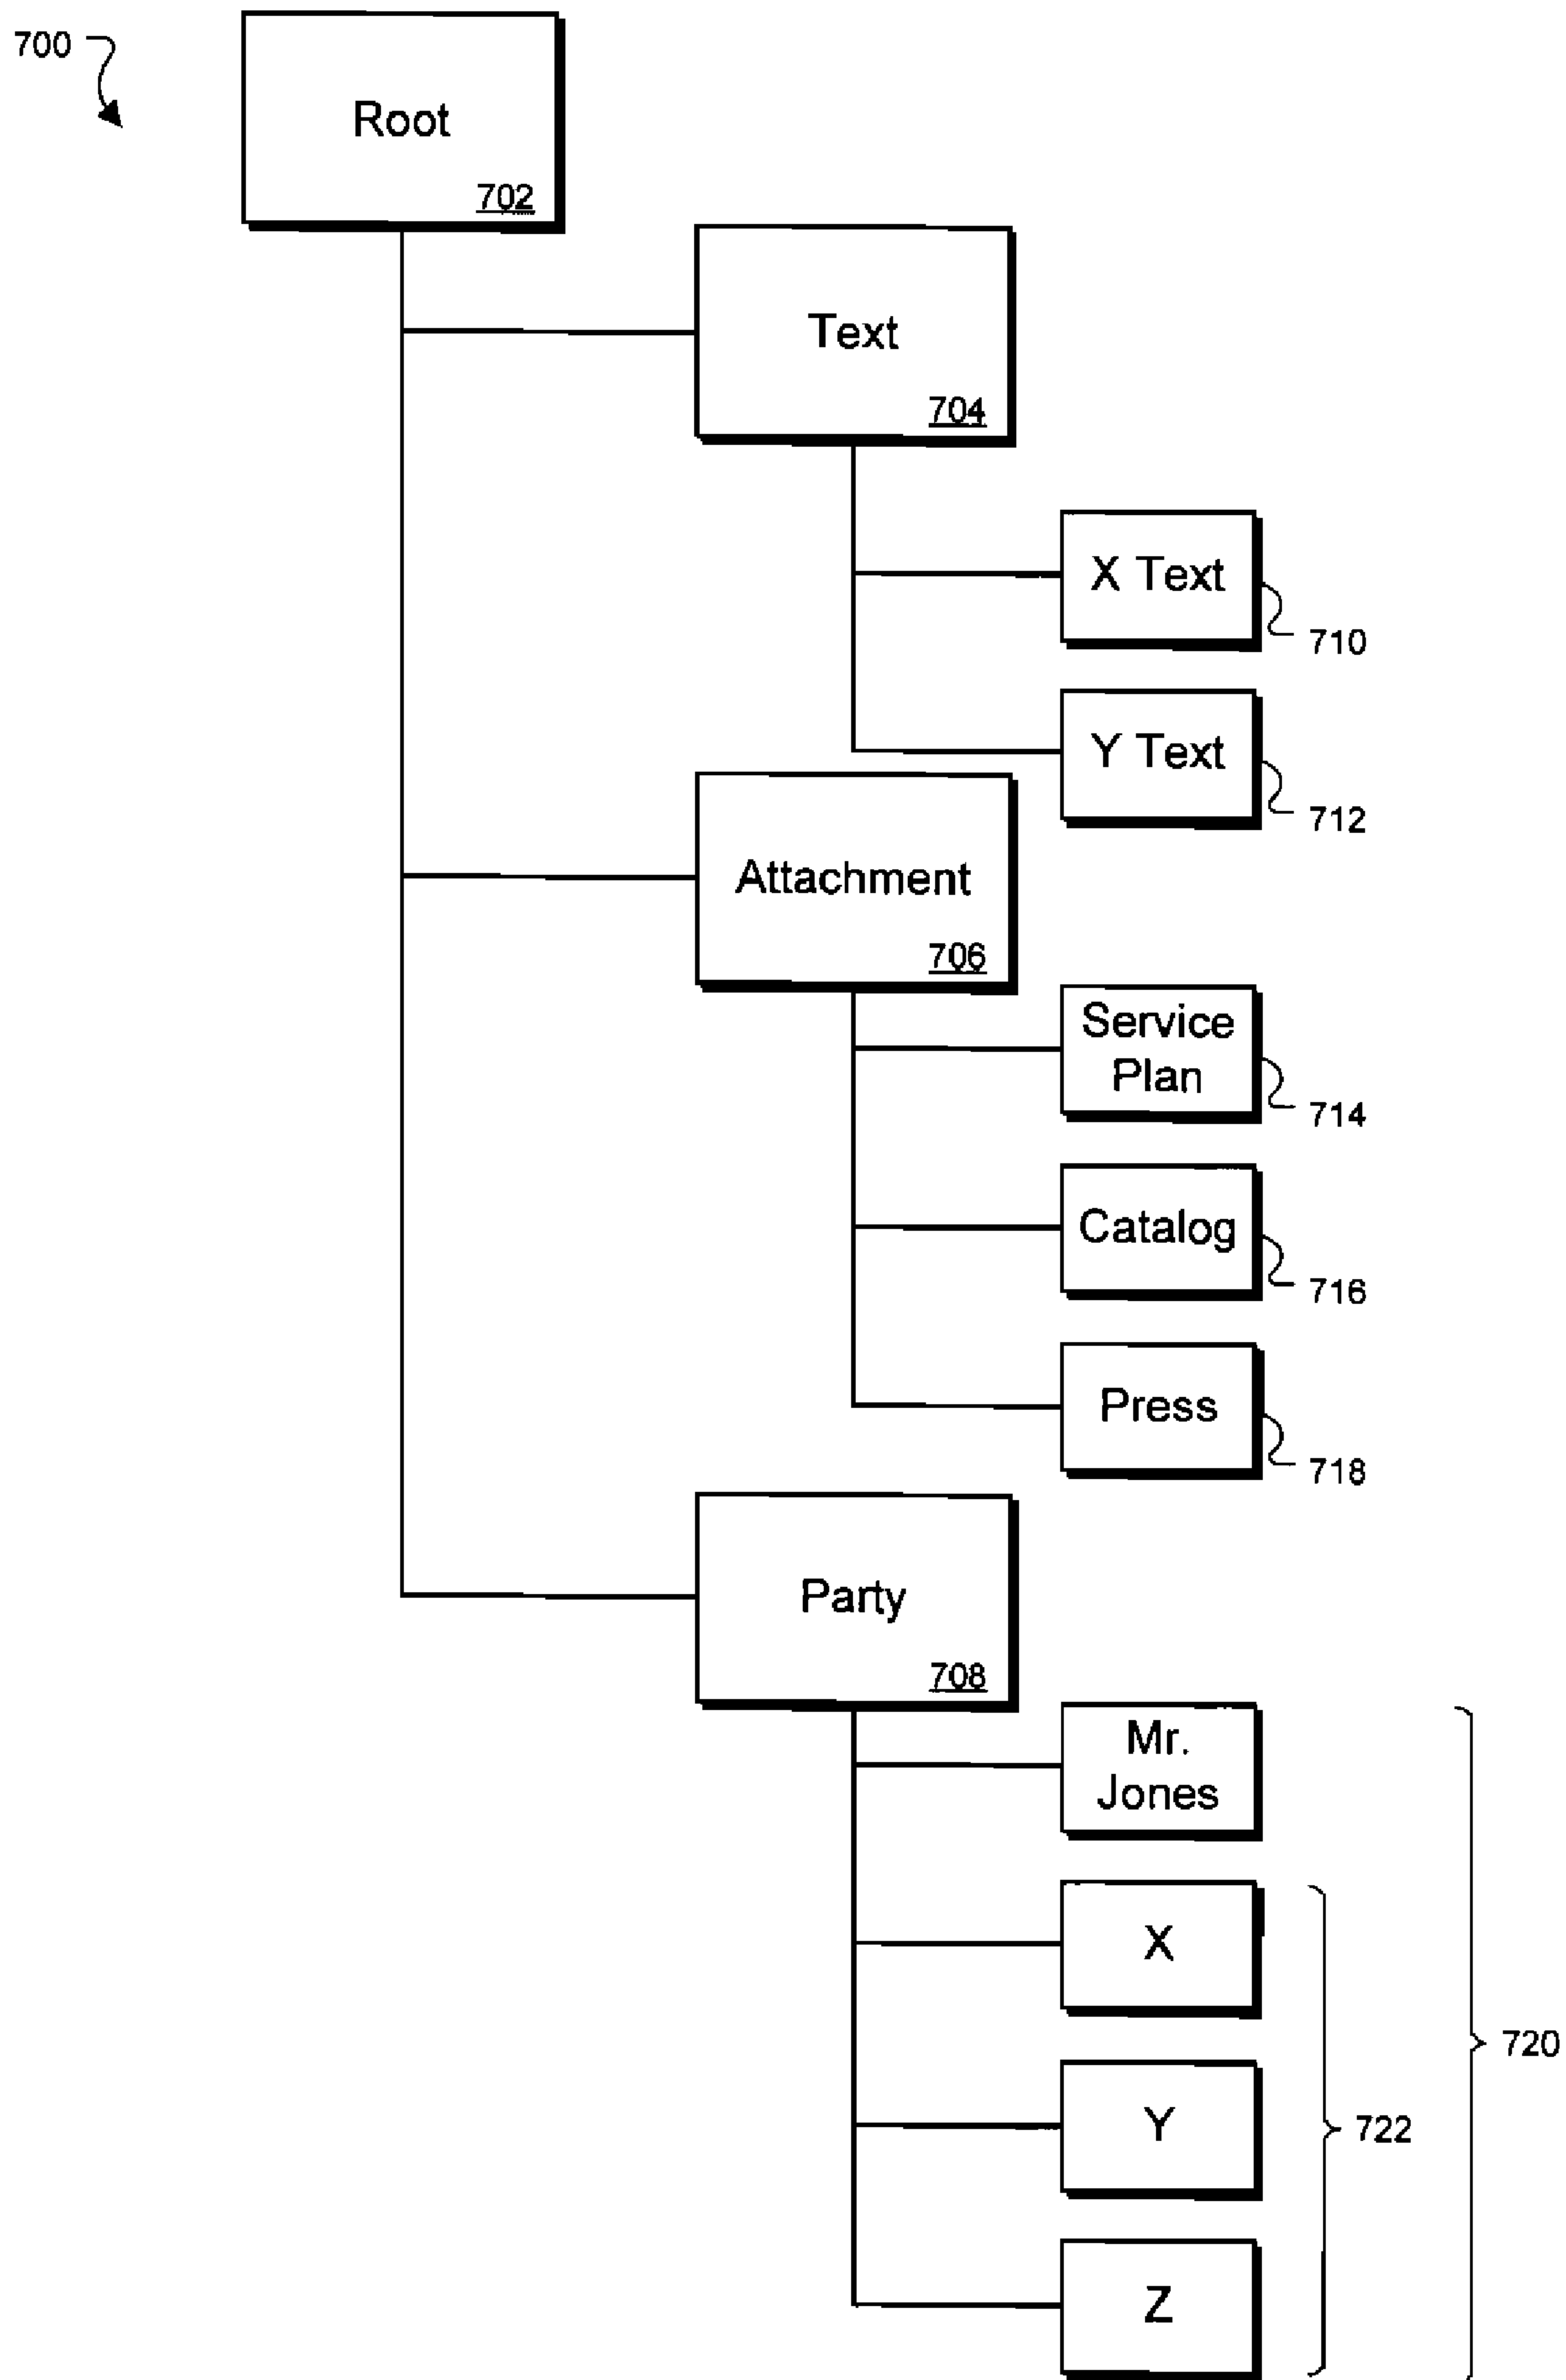 700
Root
702
Text
704
X Text
710
Y Text
712
Attachment
706
Service
Plan
714
Catalog
716
Press
718
Party
708
Mr.
Jones
X
720
Y
722
Z